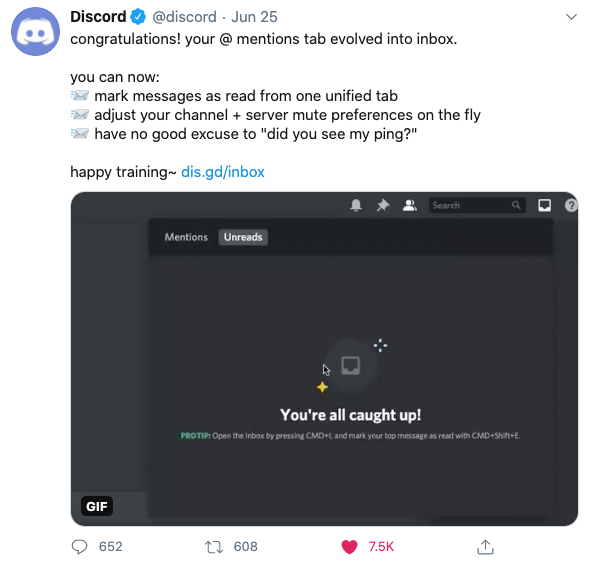 Discord @discord · Jun 25
congratulations! your @ mentions tab evolved into inbox.
you can now:
📨 mark messages as read from one unified tab
📨 adjust your channel + server mute preferences on the fly
📨 have no good excuse to "did you see my ping?"
happy training~ dis.gd/inbox
Search
Mentions Unreads
You're all caught up!
PROTIP: Open the Inbox by pressing CMD+I, and mark your top message as read with CMD+Shift+E.
GIF
652 608 7.5K